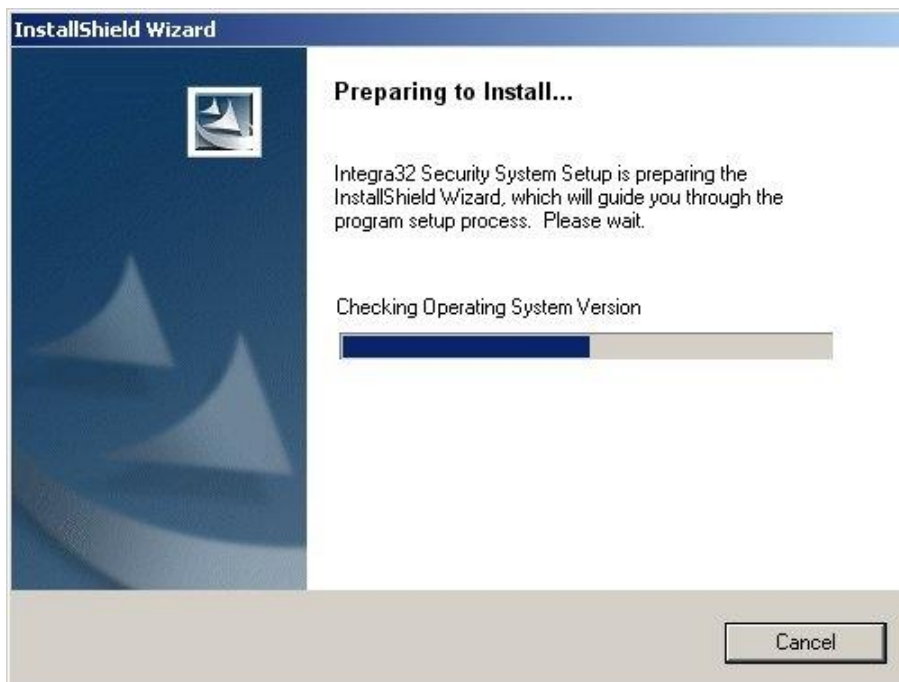 InstallShield Wizard
Preparing to Install...
Integra32 Security System Setup is preparing the
InstallShield Wizard, which will guide you through the
program setup process.  Please wait.
Checking Operating System Version
Cancel